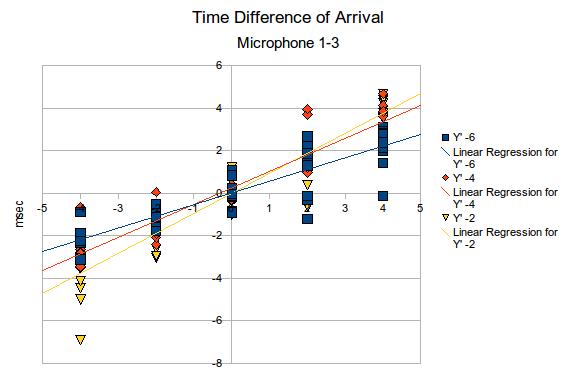 Time Difference of Arrival
Microphone 1-3
6
4
2
0
-5 -3 -1 1 3 5
-2
-4
-6
-8
msec
Y' -6
Linear Regression for
Y' -6
Y' -4
Linear Regression for
Y' -4
Y' -2
Linear Regression for
Y' -2